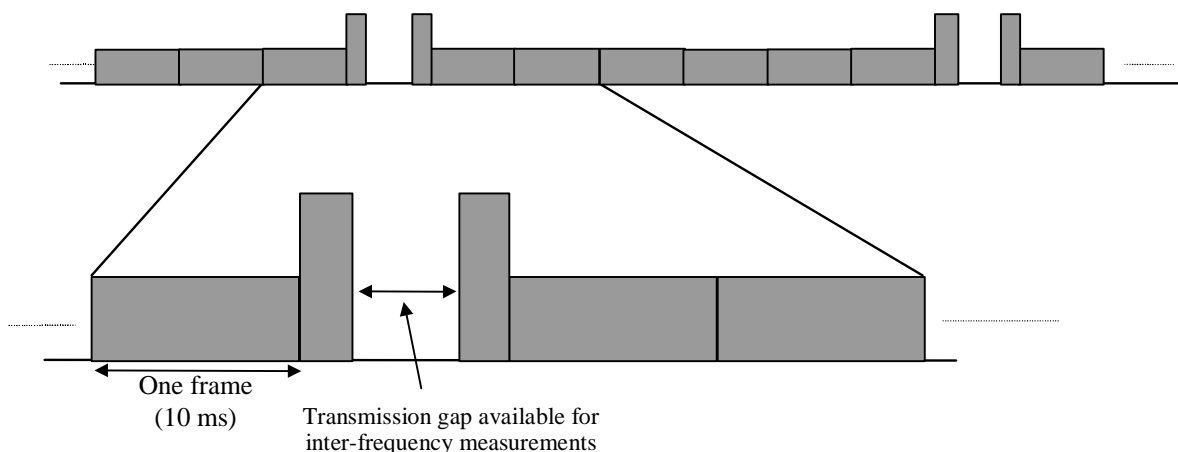 One frame
(10 ms)
Transmission gap available for
inter-frequency measurements